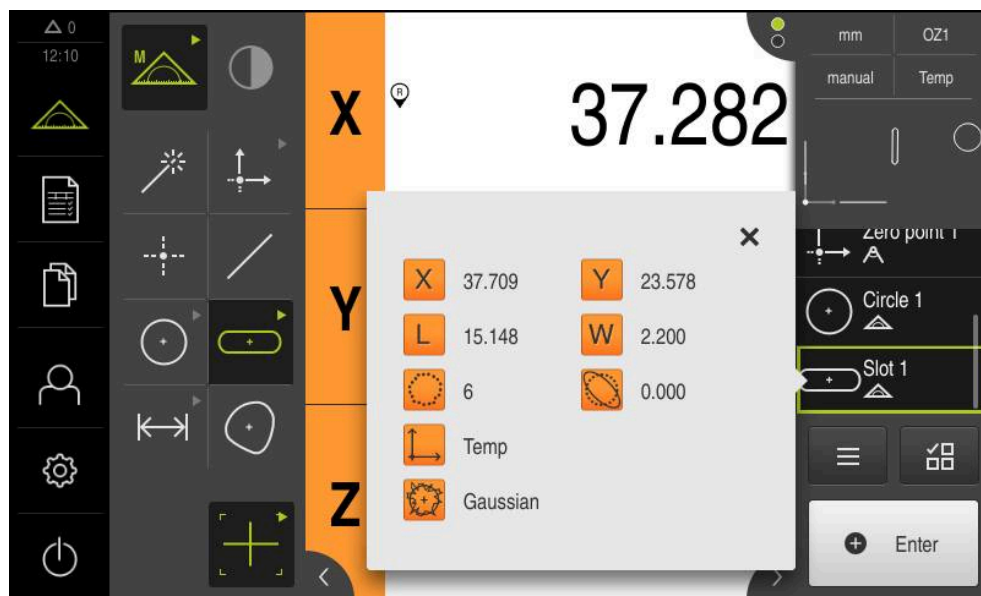 0
12:10
M
X
R
37.282
mm
OZ1
manual
Temp
Y
Z
X 37.709
Y 23.578
L 15.148
W 2.200
6
0.000
Temp
Gaussian
Zero point 1
Circle 1
Slot 1
Enter